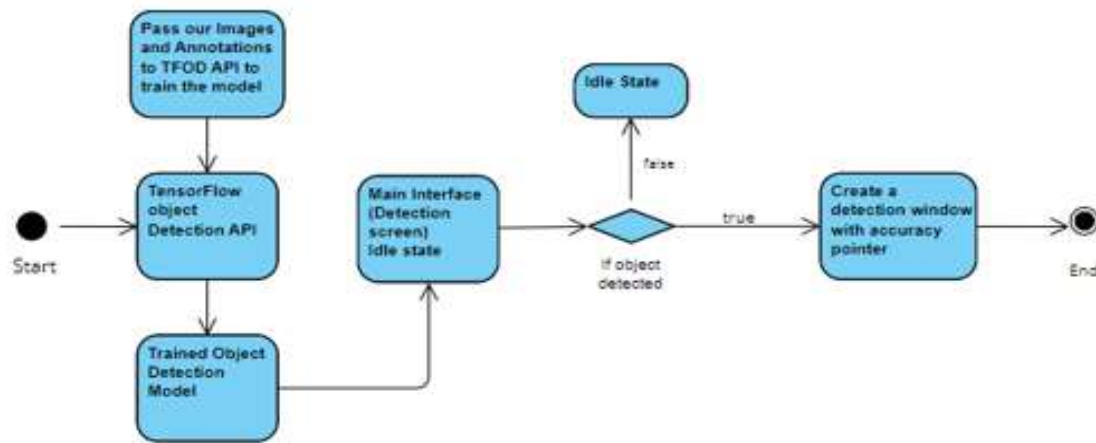 Pass our Images
and Annotations
to TFOD API to
train the model
Idle State
false
TensorFlow
object
Detection API
Start
Main Interface
(Detection
screen)
Idle state
If object
detected
true
Create a
detection window
with accuracy
pointer
End
Trained Object
Detection
Model